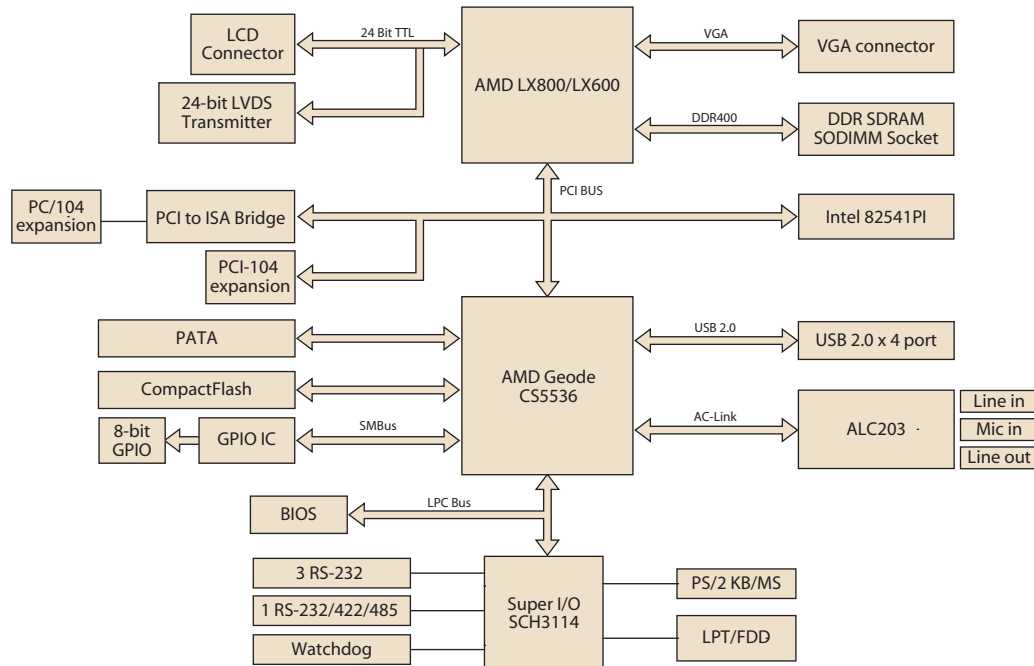 LCD
Connector
24 Bit TTL
AMD LX800/LX600
VGA
VGA connector
24-bit LVDS
Transmitter
DDR400
DDR SDRAM
SODIMM Socket
PCI BUS
PC/104
expansion
PCI to ISA Bridge
Intel 82541PI
PCI-104
expansion
PATA
AMD Geode
CS5536
USB 2.0
USB 2.0 x 4 port
CompactFlash
8-bit
GPIO
GPIO IC
SMBus
AC-Link
ALC203
Line in
Mic in
Line out
BIOS
LPC Bus
3 RS-232
1 RS-232/422/485
Watchdog
Super I/O
SCH3114
PS/2 KB/MS
LPT/FDD